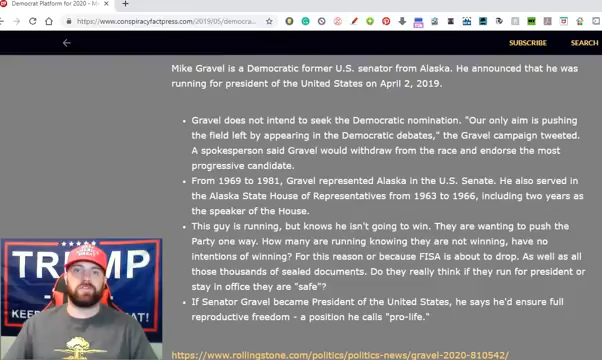 Democrat Platform for 2020 - M
https://www.conspiracyfactpress.com/2019/05/democra...
SUBSCRIBE SEARCH
Mike Gravel is a Democratic former U.S. senator from Alaska. He announced that he was
running for president of the United States on April 2, 2019.
• Gravel does not intend to seek the Democratic nomination. "Our only aim is pushing
the field left by appearing in the Democratic debates," the Gravel campaign tweeted.
A spokesperson said Gravel would withdraw from the race and endorse the most
progressive candidate.
• From 1969 to 1981, Gravel represented Alaska in the U.S. Senate. He also served in
the Alaska State House of Representatives from 1963 to 1966, including two years as
the speaker of the House.
• This guy is running, but knows he isn't going to win. They are wanting to push the
Party one way. How many are running knowing they are not winning, have no
intentions of winning? For this reason or because FISA is about to drop. As well as all
those thousands of sealed documents. Do they really think if they run for president or
stay in office they are "safe"?
• If Senator Gravel became President of the United States, he says he'd ensure full
reproductive freedom - a position he calls "pro-life."
https://www.rollingstone.com/politics/politics-news/gravel-2020-810542/
TRUMP
KEEP AT!